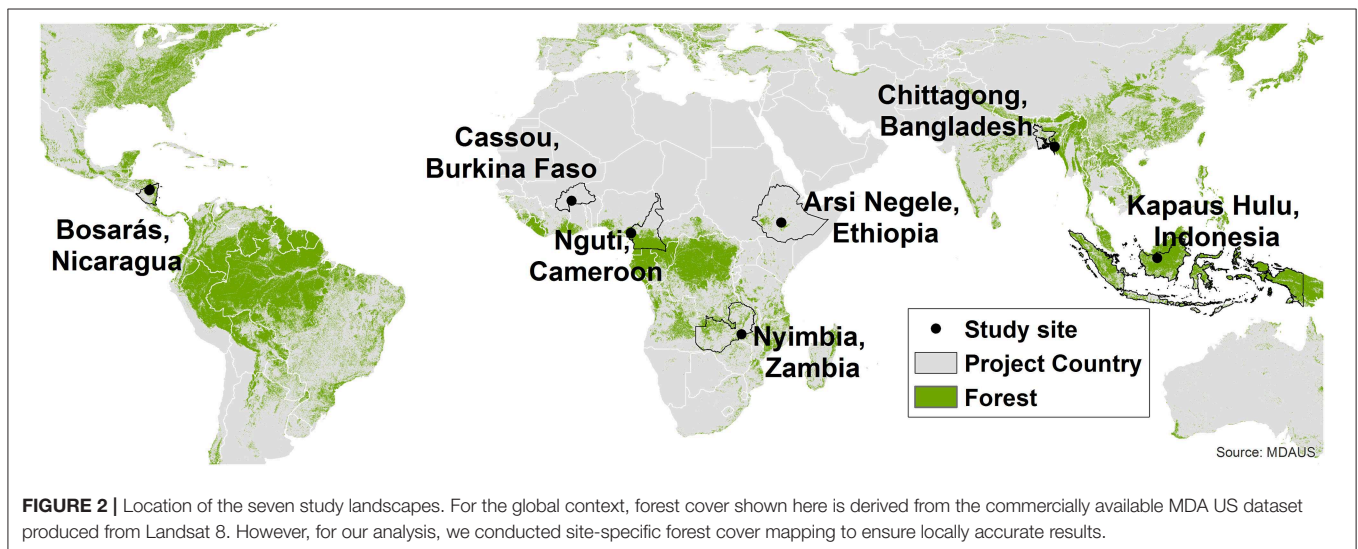 Chittagong,
Bangladesh
Cassou,
Burkina Faso
Arsi Negele,
Ethiopia
Kapaus Hulu,
Indonesia
Bosarás,
Nicaragua
Nguti,
Cameroon
Nyimbia,
Zambia
Study site
Project Country
Forest
Source: MDAUS
FIGURE 2 | Location of the seven study landscapes. For the global context, forest cover shown here is derived from the commercially available MDA US dataset
produced from Landsat 8. However, for our analysis, we conducted site-specific forest cover mapping to ensure locally accurate results.